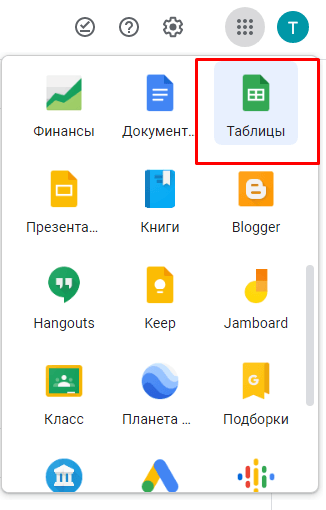 T
Финансы Документ... Таблицы
Презента... Книги Blogger
Hangouts Keep Jamboard
Класс Планета ... Подборки